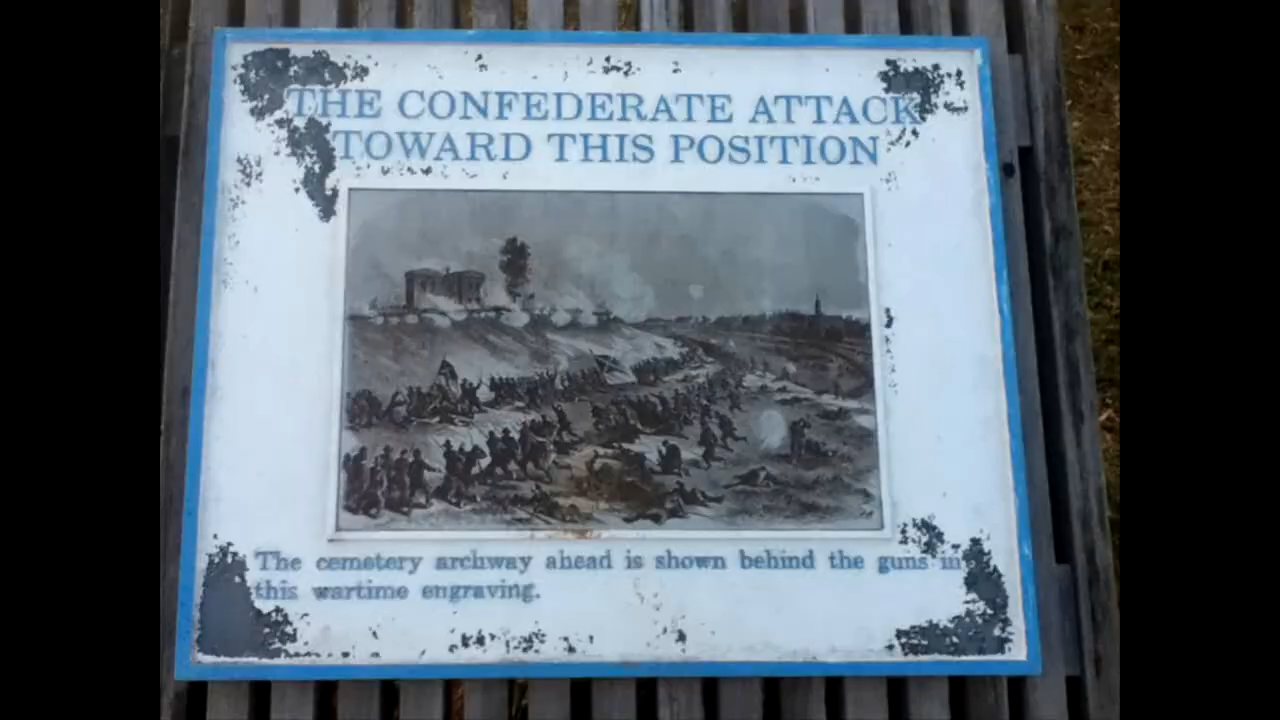 THE CONFEDERATE ATTACK
TOWARD THIS POSITION
The cemetery archway ahead is shown behind the guns in
this wartime engraving.